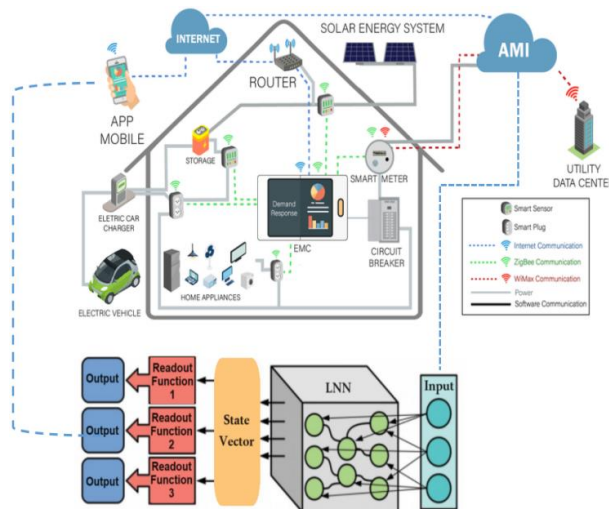 INTERNET
SOLAR ENERGY SYSTEM
AMI
ROUTER
APP
MOBILE
STORAGE
SMART METER
UTILITY
DATA CENTER
ELETRIC CAR
CHARGER
Demand
Response
EMC
CIRCUIT
BREAKER
HOME APPLIANCES
ELECTRIC VEHICLE
Smart Sensor
Smart Plug
Internet Communication
ZigBee Communication
WiMax Communication
Power
Software Communication
Output
Readout
Function
1
Output
Readout
Function
2
Output
Readout
Function
3
State
Vector
LNN
Input